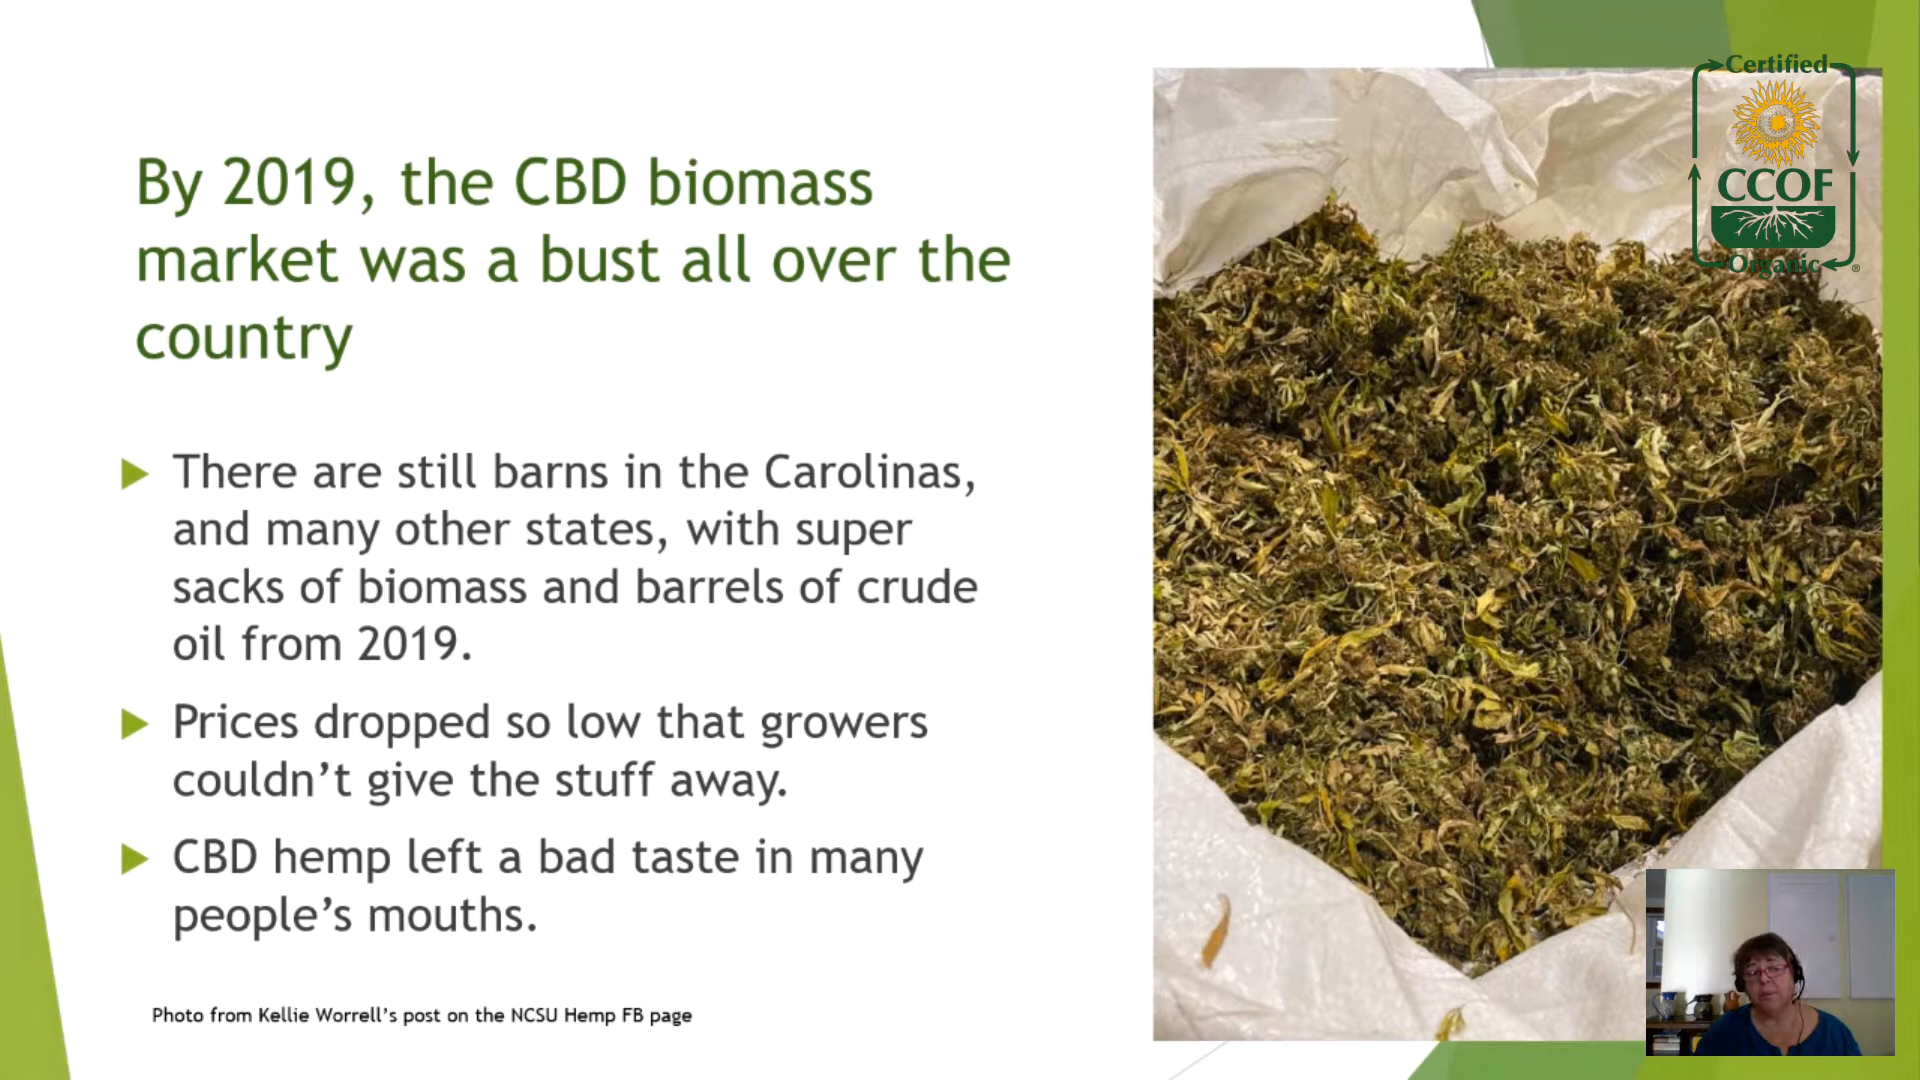 By 2019, the CBD biomass
market was a bust all over the
country
There are still barns in the Carolinas,
and many other states, with super
sacks of biomass and barrels of crude
oil from 2019.
Prices dropped so low that growers
couldn’t give the stuff away.
CBD hemp left a bad taste in many
people’s mouths.
Photo from Kellie Worrell’s post on the NCSU Hemp FB page
Certified
CCOF
Organic
®